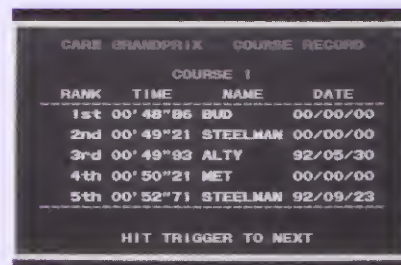 CARE GRANDPRIX COURSE RECORD
COURSE 1
RANK TIME NAME DATE
1st 00'48"86 BUD 00/00/00
2nd 00'49"21 STEELMAN 00/00/00
3rd 00'49"93 ALTY 92/05/30
4th 00'50"21 MET 00/00/00
5th 00'52"71 STEELMAN 92/09/23
HIT TRIGGER TO NEXT